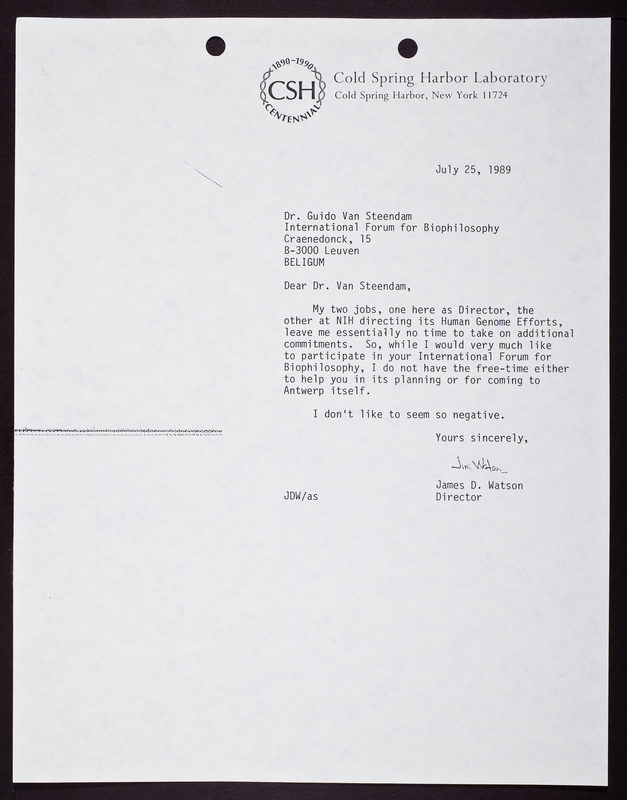 1890-1990
CSH
CENTENNIAL
Cold Spring Harbor Laboratory
Cold Spring Harbor, New York 11724
July 25, 1989
Dr. Guido Van Steendam
International Forum for Biophilosophy
Craenedonck, 15
B-3000 Leuven
BELIGUM
Dear Dr. Van Steendam,
My two jobs, one here as Director, the
other at NIH directing its Human Genome Efforts,
leave me essentially no time to take on additional
commitments. So, while I would very much like
to participate in your International Forum for
Biophilosophy, I do not have the free-time either
to help you in its planning or for coming to
Antwerp itself.
I don't like to seem so negative.
Yours sincerely,
Jim Watson
James D. Watson
JDW/as Director